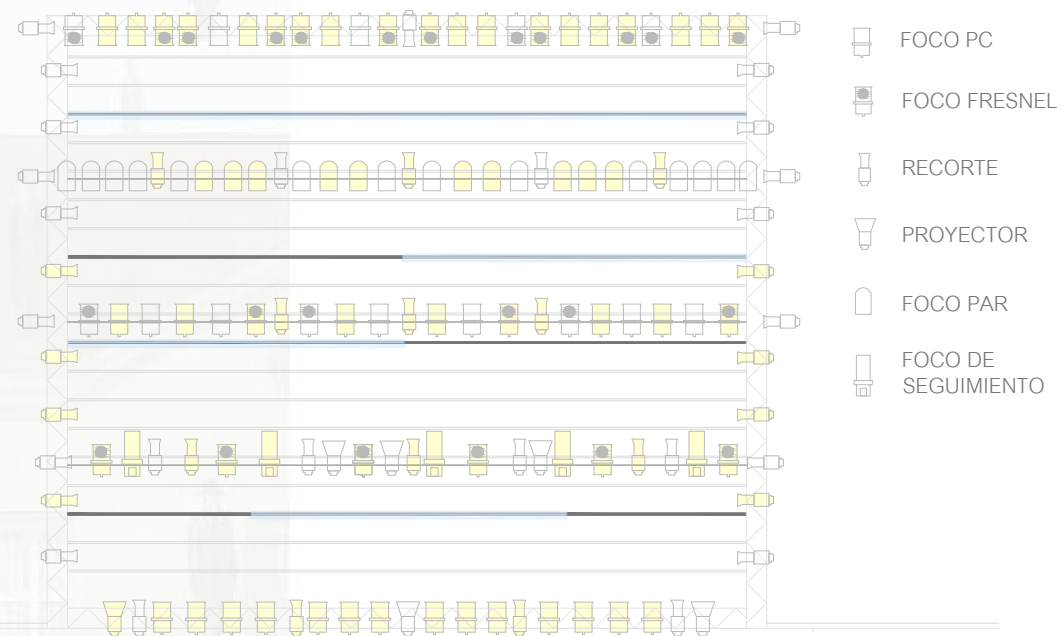 FOCO PC
FOCO FRESNEL
RECORTE
PROYECTOR
FOCO PAR
FOCO DE
SEGUIMIENTO